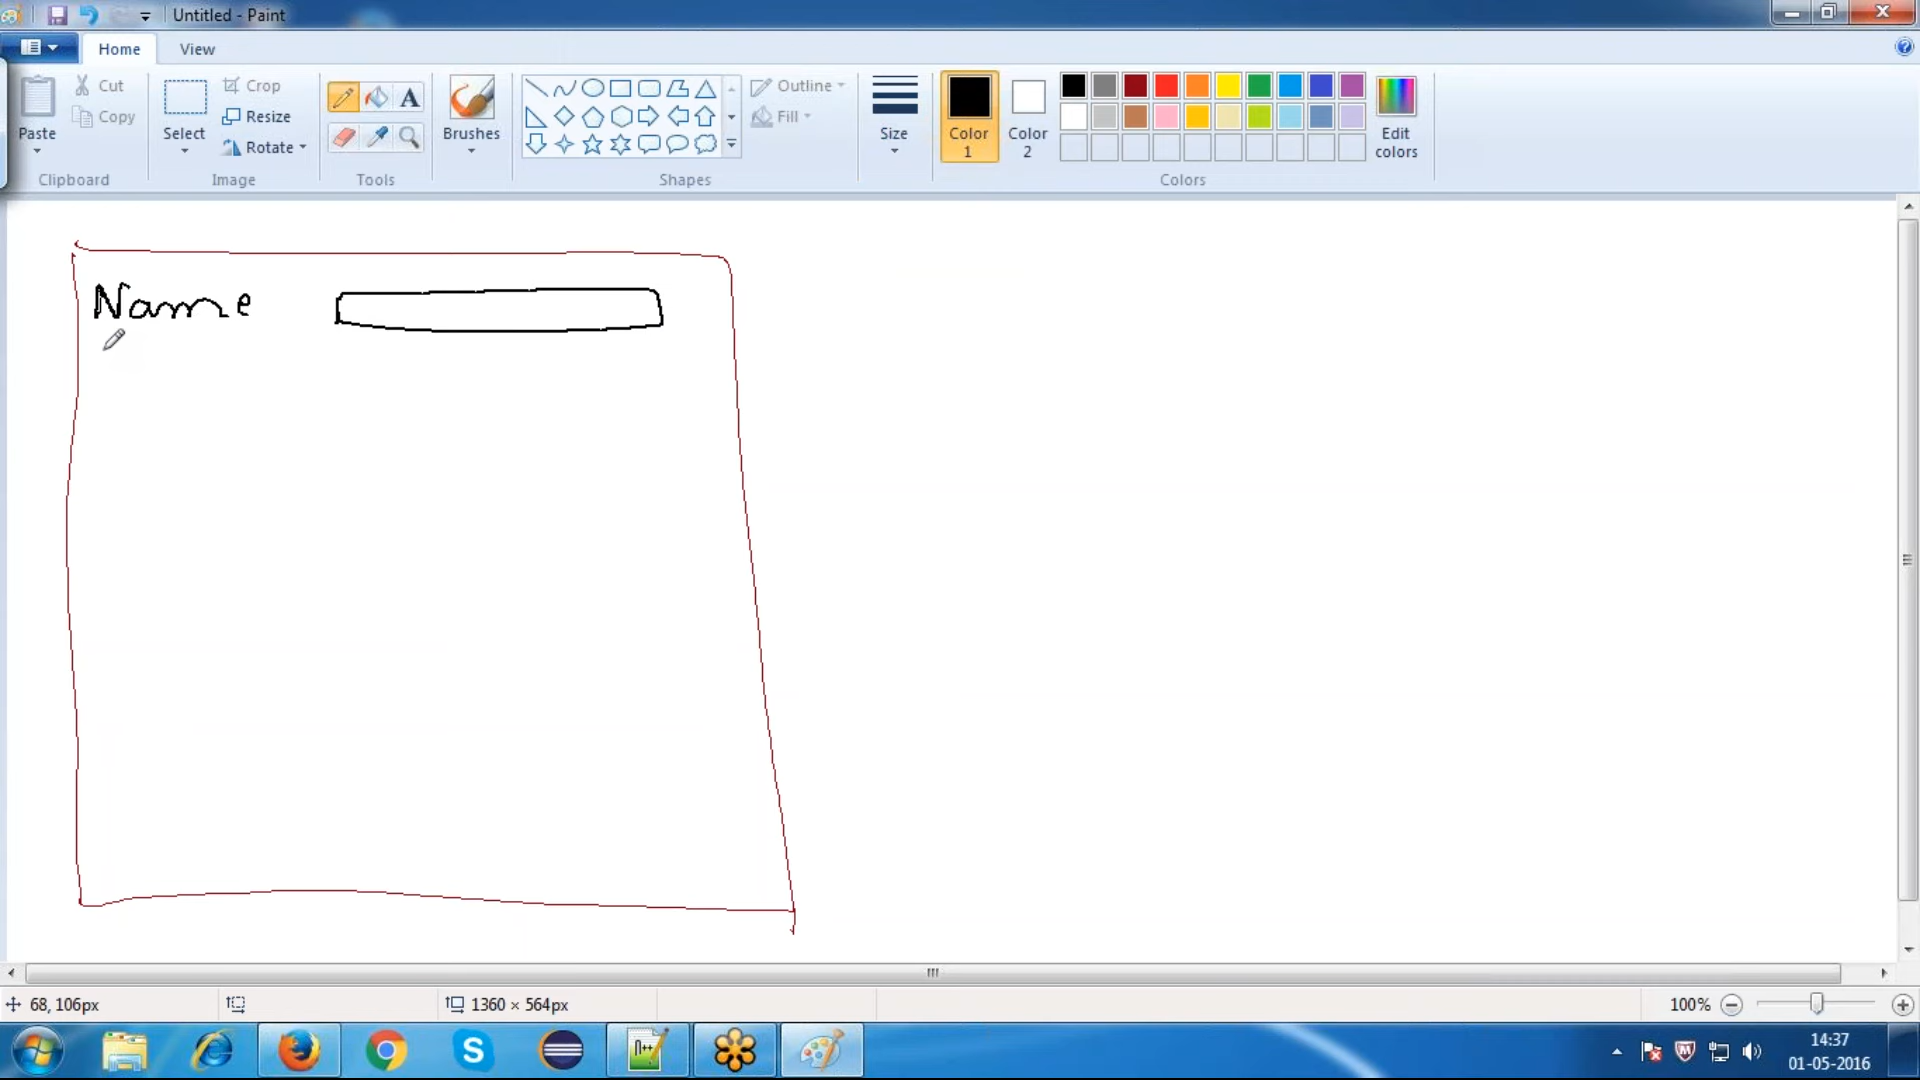 Untitled - Paint
Home View
Cut
Copy
Paste
Clipboard
Crop
Resize
Rotate
Select
Image
A
Tools
Brushes
Outline
Fill
Shapes
Size
Color 1
Color 2
Edit colors
Colors
Name
68, 106px
1360 × 564px
100%
14:37
01-05-2016